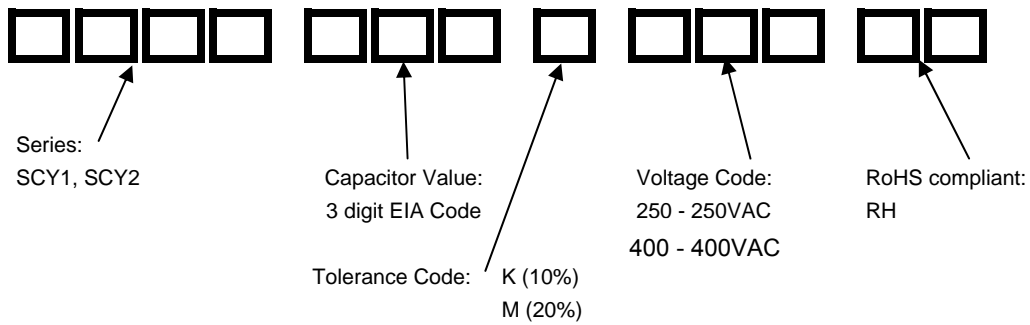 Series:
SCY1, SCY2
Capacitor Value:
3 digit EIA Code
Voltage Code:
250 - 250VAC
400 - 400VAC
RoHS compliant:
RH
Tolerance Code: K (10%)
M (20%)